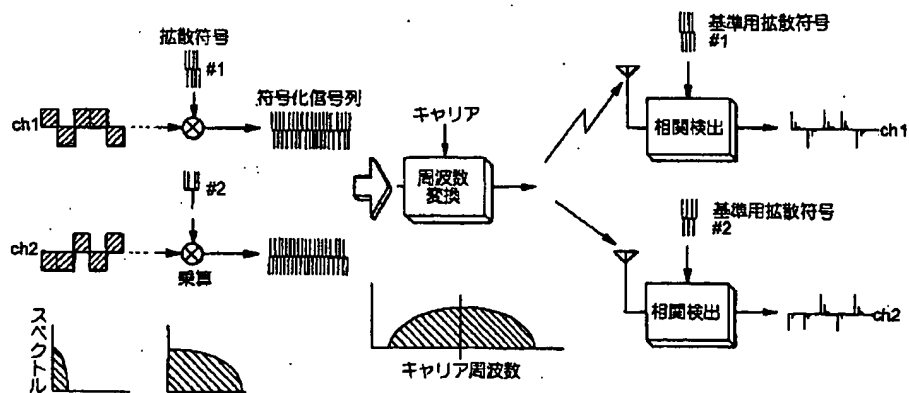 拡散符号
#1
符号化信号列
ch1
キャリア
基準用拡散符号
#1
相関検出
ch1
#2
周波数
変換
基準用拡散符号
#2
ch2
乗算
相関検出
ch2
スペクトル
キャリア周波数